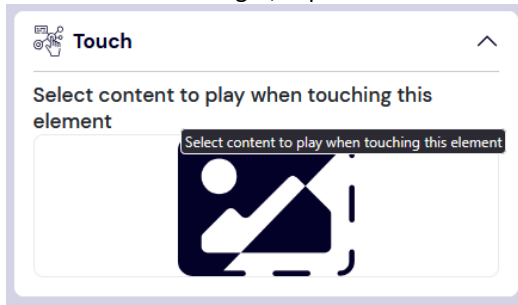 Touch
Select content to play when touching this
element
Select content to play when touching this element